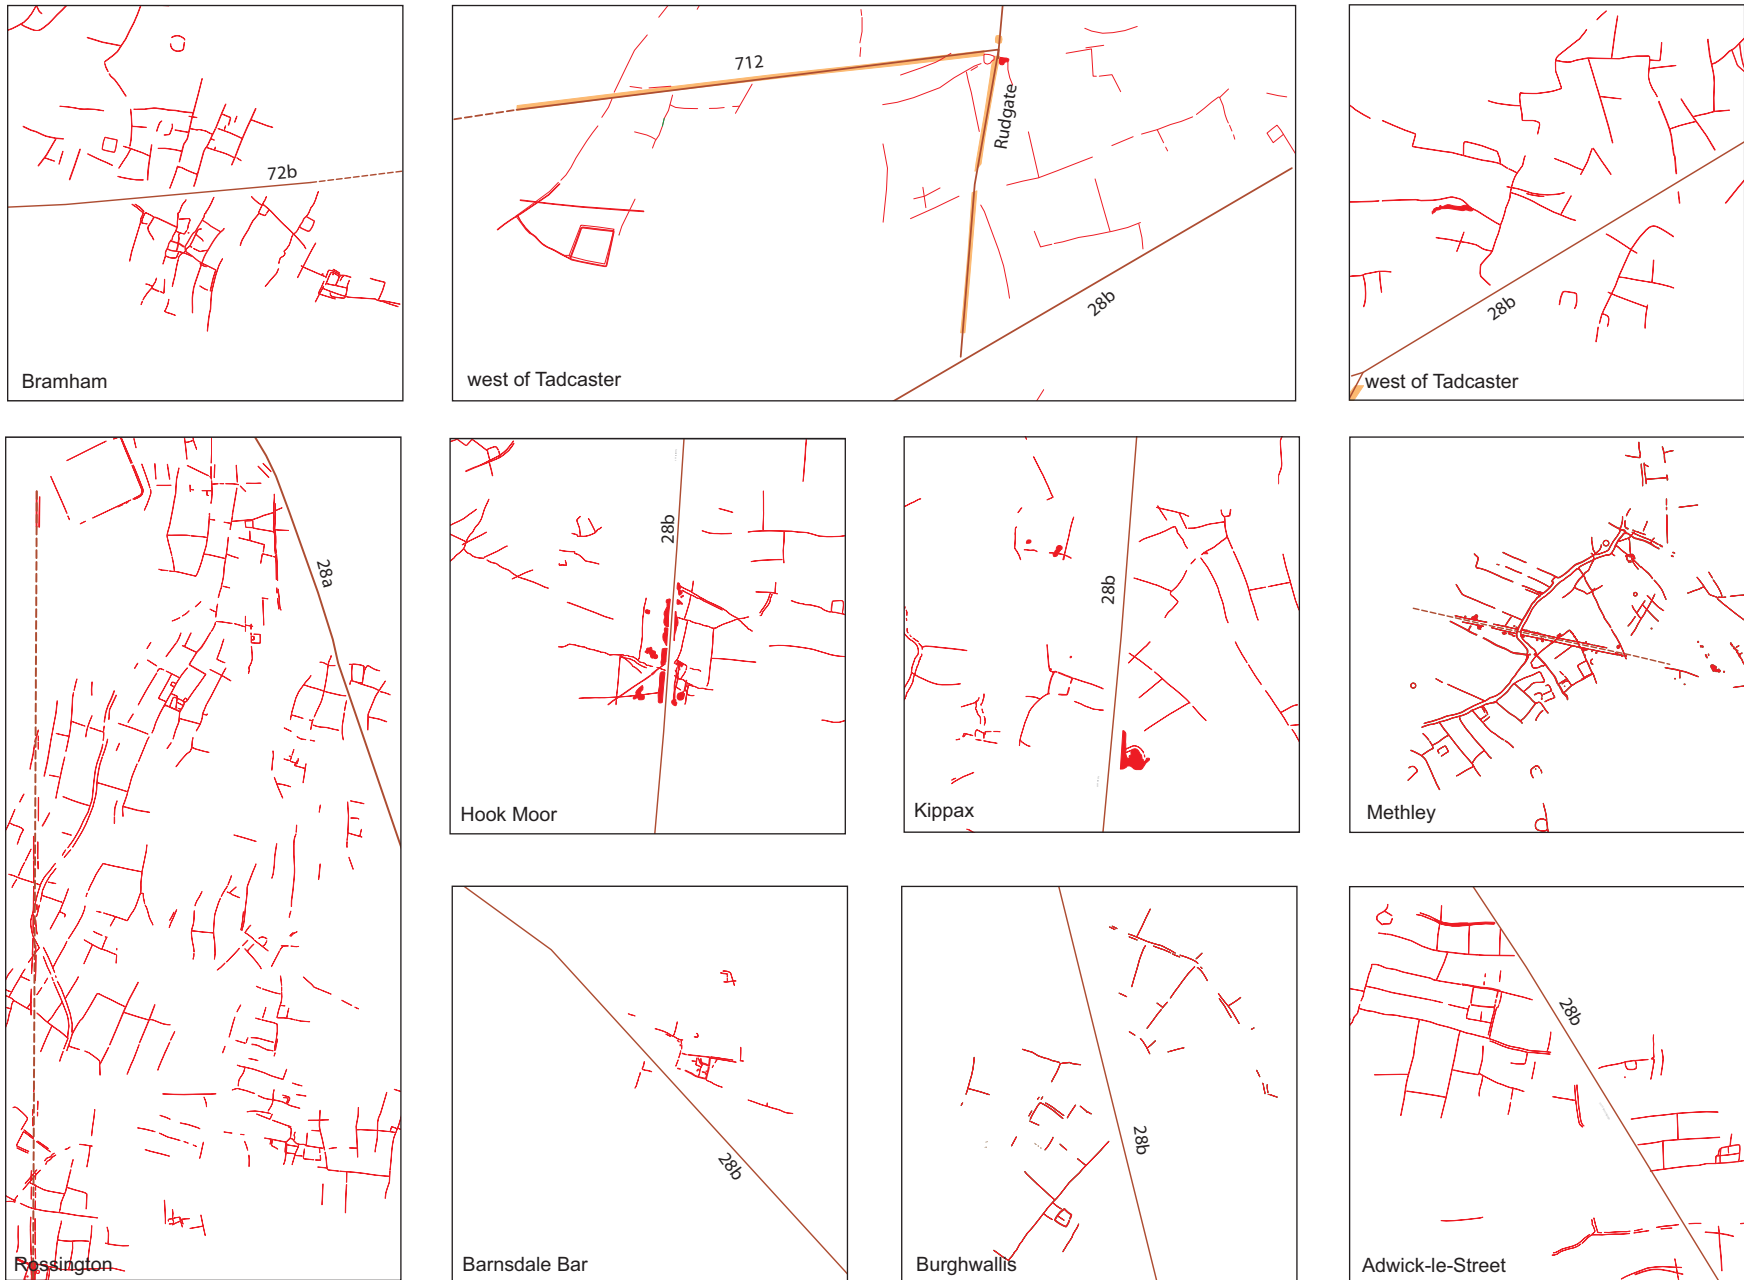 72b
Bramham
712
Rudgate
28b
west of Tadcaster
28b
west of Tadcaster
28a
Rossington
28b
Hook Moor
28b
Kippax
Methley
28b
Barnsdale Bar
28b
Burghwallis
28b
Adwick-le-Street